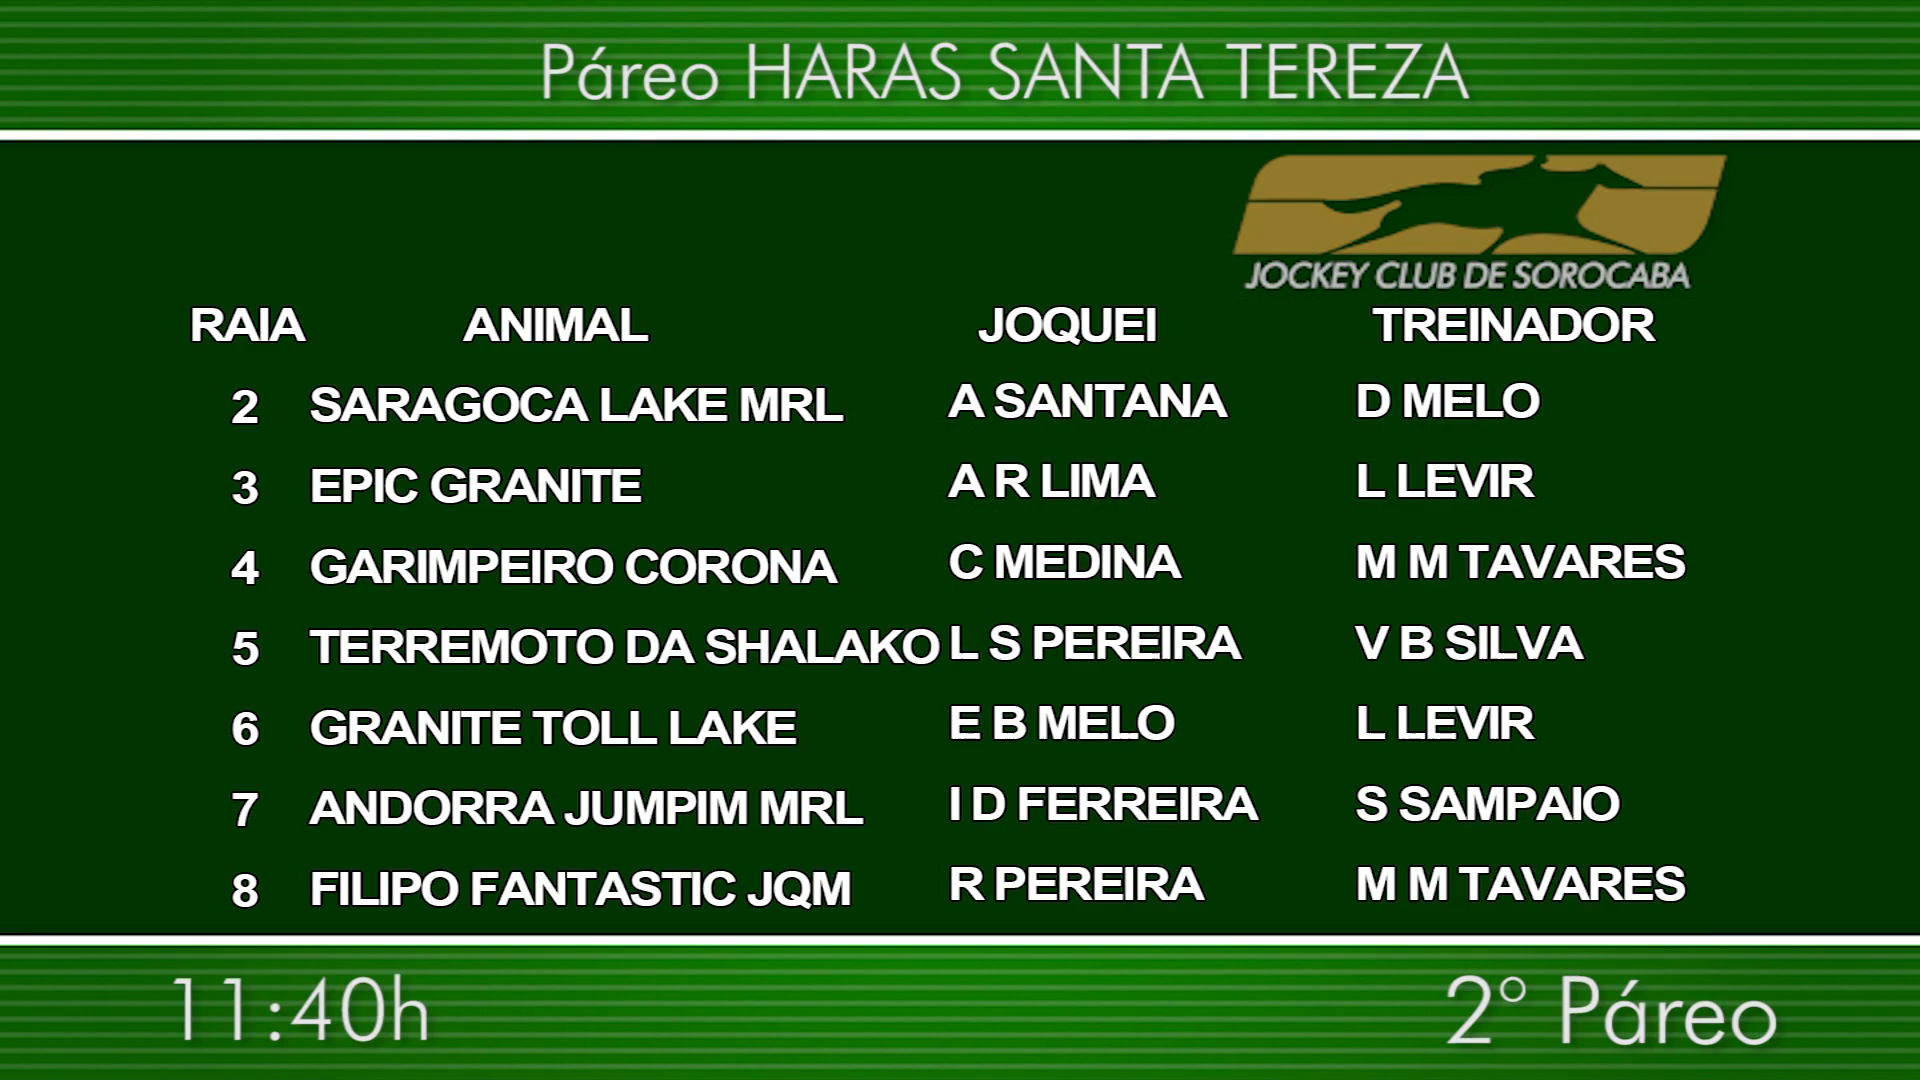 Páreo HARAS SANTA TEREZA
JOCKEY CLUB DE SOROCABA
RAIA ANIMAL JOQUEI TREINADOR
2 SARAGOCA LAKE MRL A SANTANA D MELO
3 EPIC GRANITE A R LIMA L LEVIR
4 GARIMPEIRO CORONA C MEDINA M M TAVARES
5 TERREMOTO DA SHALAKO L S PEREIRA V B SILVA
6 GRANITE TOLL LAKE E B MELO L LEVIR
7 ANDORRA JUMPIM MRL I D FERREIRA S SAMPAIO
8 FILIPO FANTASTIC JQM R PEREIRA M M TAVARES
11:40h 2° Páreo